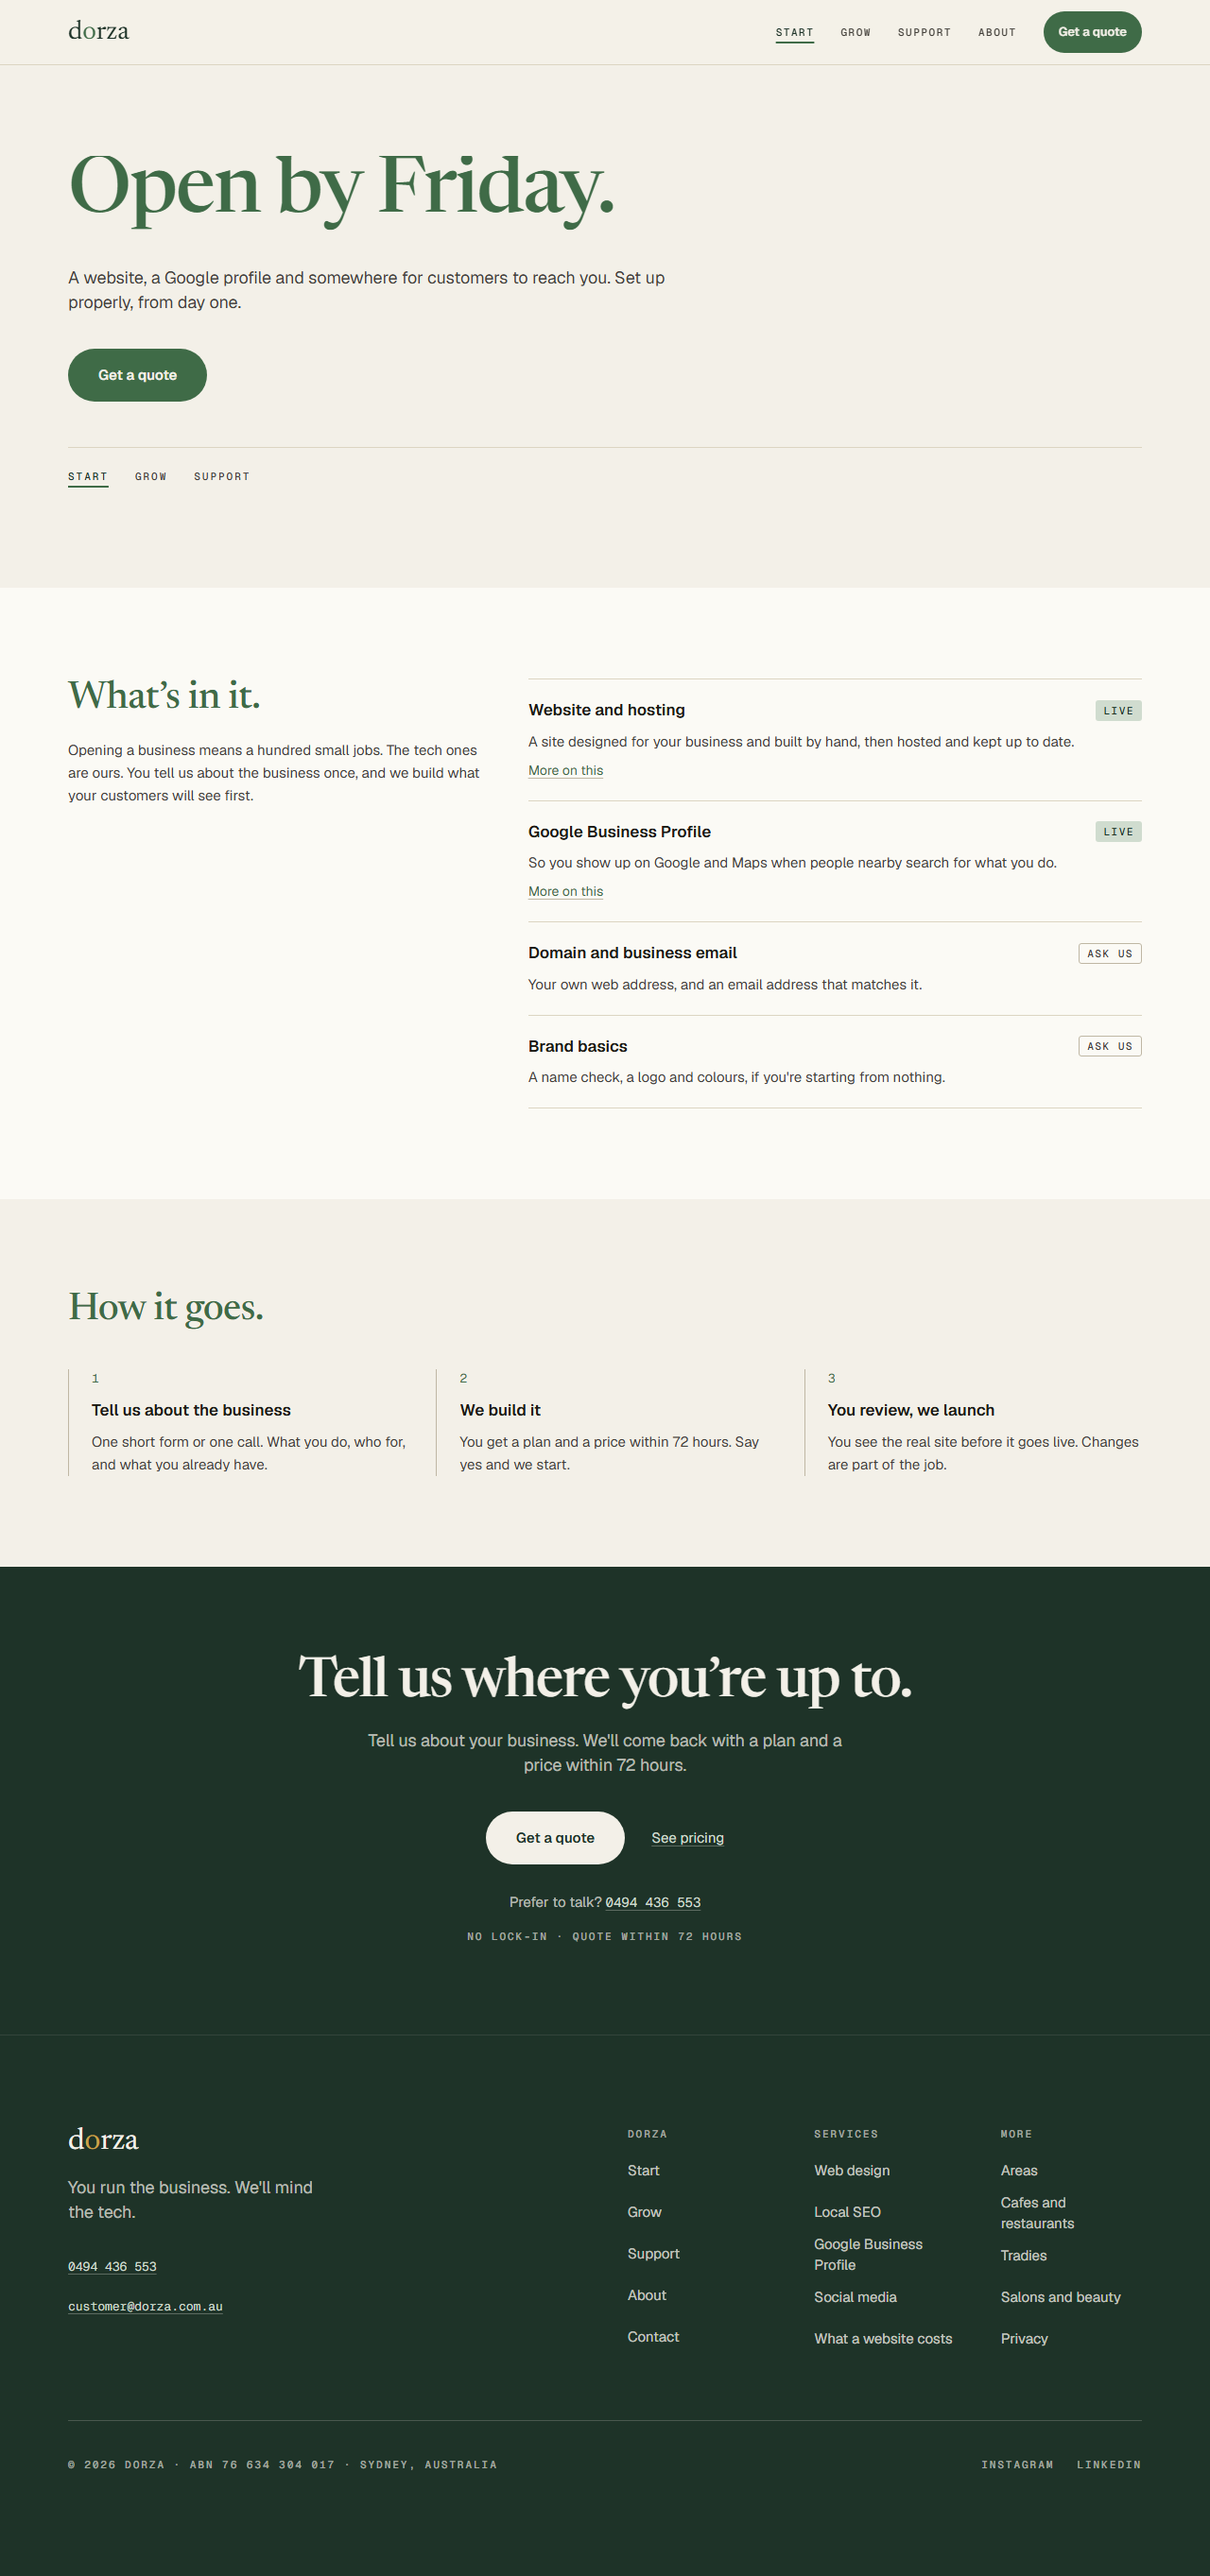 dorza
START GROW SUPPORT ABOUT Get a quote
Open by Friday.
A website, a Google profile and somewhere for customers to reach you. Set up
properly, from day one.
Get a quote
START GROW SUPPORT
What’s in it.
Opening a business means a hundred small jobs. The tech ones
are ours. You tell us about the business once, and we build what
your customers will see first.
Website and hosting LIVE
A site designed for your business and built by hand, then hosted and kept up to date.
More on this
Google Business Profile LIVE
So you show up on Google and Maps when people nearby search for what you do.
More on this
Domain and business email ASK US
Your own web address, and an email address that matches it.
Brand basics ASK US
A name check, a logo and colours, if you're starting from nothing.
How it goes.
1
Tell us about the business
One short form or one call. What you do, who for,
and what you already have.
2
We build it
You get a plan and a price within 72 hours. Say
yes and we start.
3
You review, we launch
You see the real site before it goes live. Changes
are part of the job.
Tell us where you’re up to.
Tell us about your business. We'll come back with a plan and a
price within 72 hours.
Get a quote See pricing
Prefer to talk? 0494 436 553
NO LOCK-IN · QUOTE WITHIN 72 HOURS
dorza
You run the business. We'll mind
the tech.
0494 436 553
customer@dorza.com.au
DORZA
Start
Grow
Support
About
Contact
SERVICES
Web design
Local SEO
Google Business
Profile
Social media
What a website costs
MORE
Areas
Cafes and
restaurants
Tradies
Salons and beauty
Privacy
© 2026 DORZA · ABN 76 634 304 017 · SYDNEY, AUSTRALIA
INSTAGRAM LINKEDIN